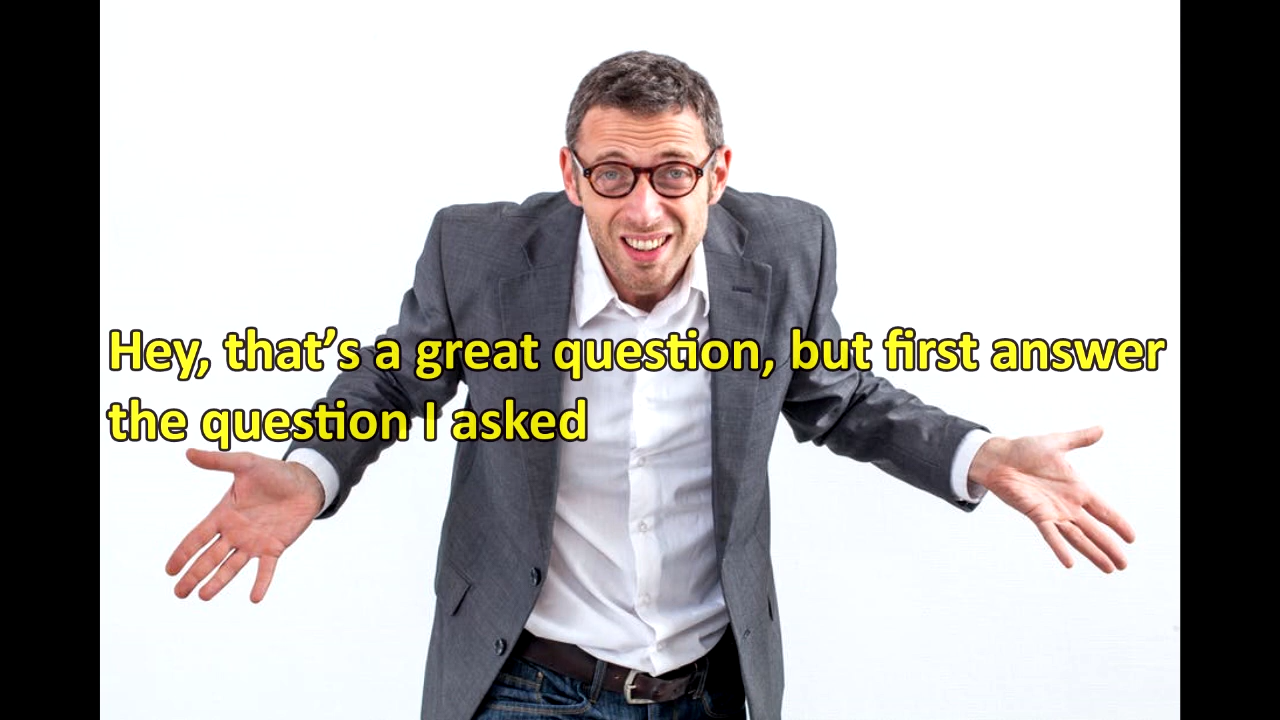 Hey, that’s a great question, but first answer
the question I asked